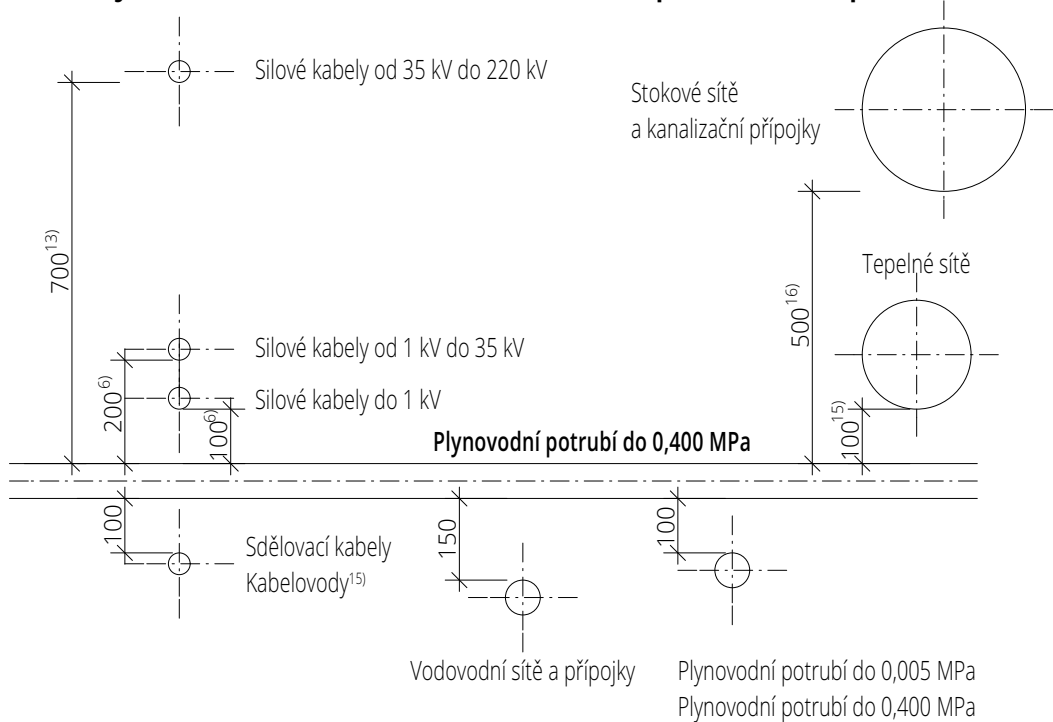 Silové kabely od 35 kV do 220 kV
Stokové sítě
a kanalizační přípojky
700¹³⁾
Tepelné sítě
500¹⁶⁾
Silové kabely od 1 kV do 35 kV
200⁶⁾
Silové kabely do 1 kV
100⁶⁾
100¹⁵⁾
Plynovodní potrubí do 0,400 MPa
100
150
100
Sdělovací kabely
Kabelovody¹⁵⁾
Vodovodní sítě a přípojky
Plynovodní potrubí do 0,005 MPa
Plynovodní potrubí do 0,400 MPa